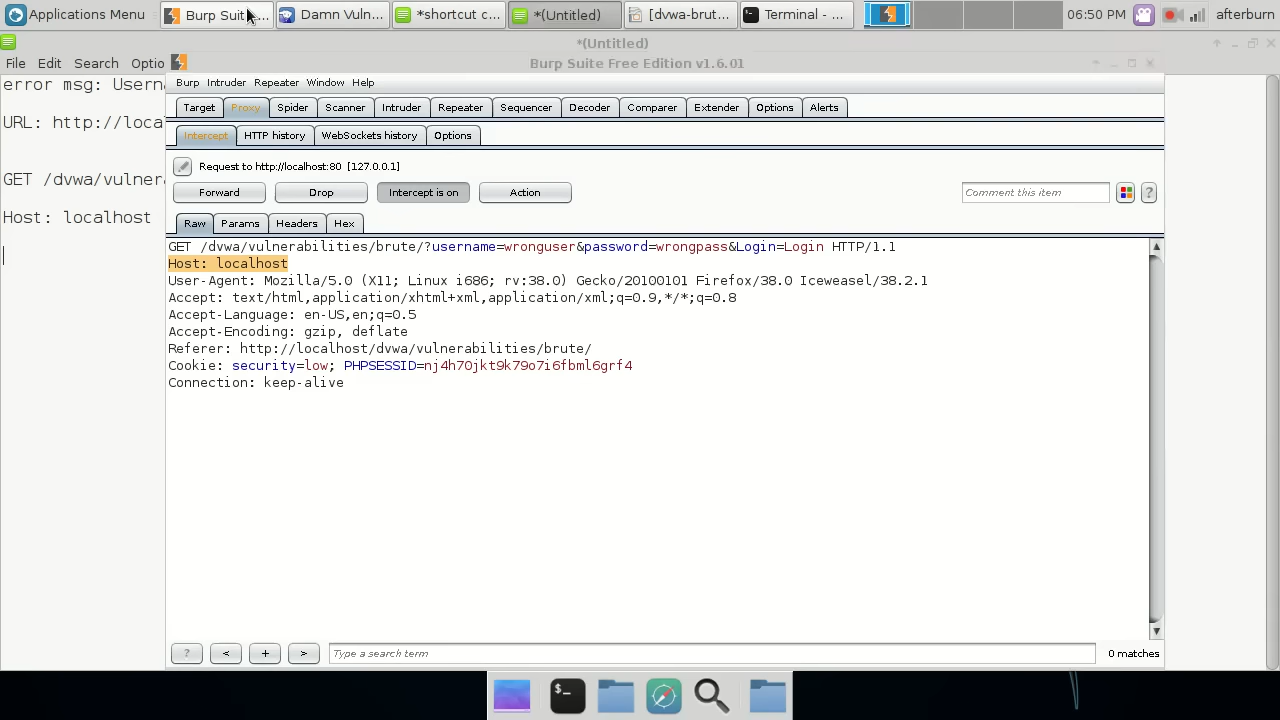 Applications Menu
Burp Suite...
Damn Vuln...
*shortcut c...
*(Untitled)
[dvwa-brut...
Terminal - ...
06:50 PM
afterburn
*(Untitled)
File Edit Search Optio
Burp Suite Free Edition v1.6.01
error msg: Userna
URL: http://loca
GET /dvwa/vulnera
Host: localhost
Burp Intruder Repeater Window Help
Target Proxy Spider Scanner Intruder Repeater Sequencer Decoder Comparer Extender Options Alerts
Intercept HTTP history WebSockets history Options
Request to http://localhost:80 [127.0.0.1]
Forward Drop Intercept is on Action Comment this item ?
Raw Params Headers Hex
GET /dvwa/vulnerabilities/brute/?username=wronguser&password=wrongpass&Login=Login HTTP/1.1
Host: localhost
User-Agent: Mozilla/5.0 (X11; Linux i686; rv:38.0) Gecko/20100101 Firefox/38.0 Iceweasel/38.2.1
Accept: text/html,application/xhtml+xml,application/xml;q=0.9,*/*;q=0.8
Accept-Language: en-US,en;q=0.5
Accept-Encoding: gzip, deflate
Referer: http://localhost/dvwa/vulnerabilities/brute/
Cookie: security=low; PHPSESSID=nj4h70jkt9k79o7i6fbml6grf4
Connection: keep-alive
? < + > Type a search term 0 matches
$_